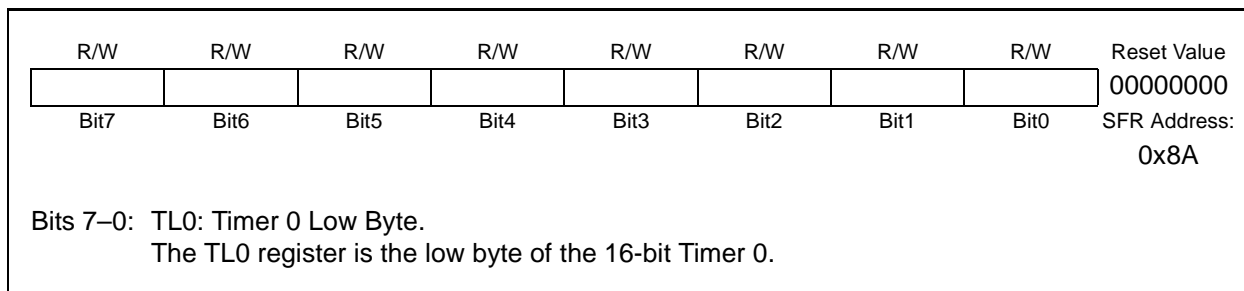 R/W R/W R/W R/W R/W R/W R/W R/W Reset Value
00000000
Bit7 Bit6 Bit5 Bit4 Bit3 Bit2 Bit1 Bit0 SFR Address:
0x8A
Bits 7–0: TL0: Timer 0 Low Byte.
The TL0 register is the low byte of the 16-bit Timer 0.